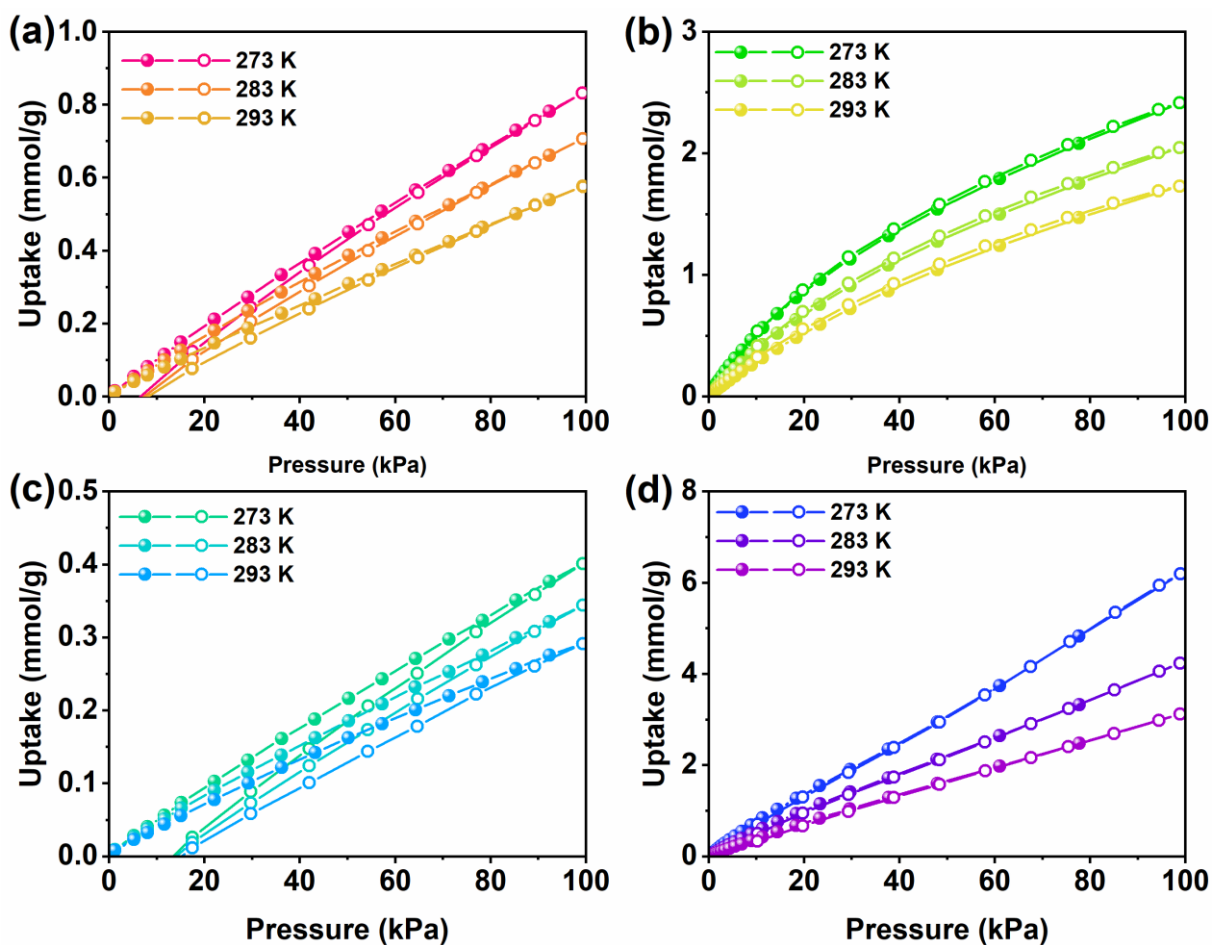 (a)
1.0
0.8
0.6
0.4
0.2
0.0
Uptake (mmol/g)
273 K
283 K
293 K
0 20 40 60 80 100
Pressure (kPa)
(b)
3
2
1
0
Uptake (mmol/g)
273 K
283 K
293 K
0 20 40 60 80 100
Pressure (kPa)
(c)
0.5
0.4
0.3
0.2
0.1
0.0
Uptake (mmol/g)
273 K
283 K
293 K
0 20 40 60 80 100
Pressure (kPa)
(d)
8
6
4
2
0
Uptake (mmol/g)
273 K
283 K
293 K
0 20 40 60 80 100
Pressure (kPa)